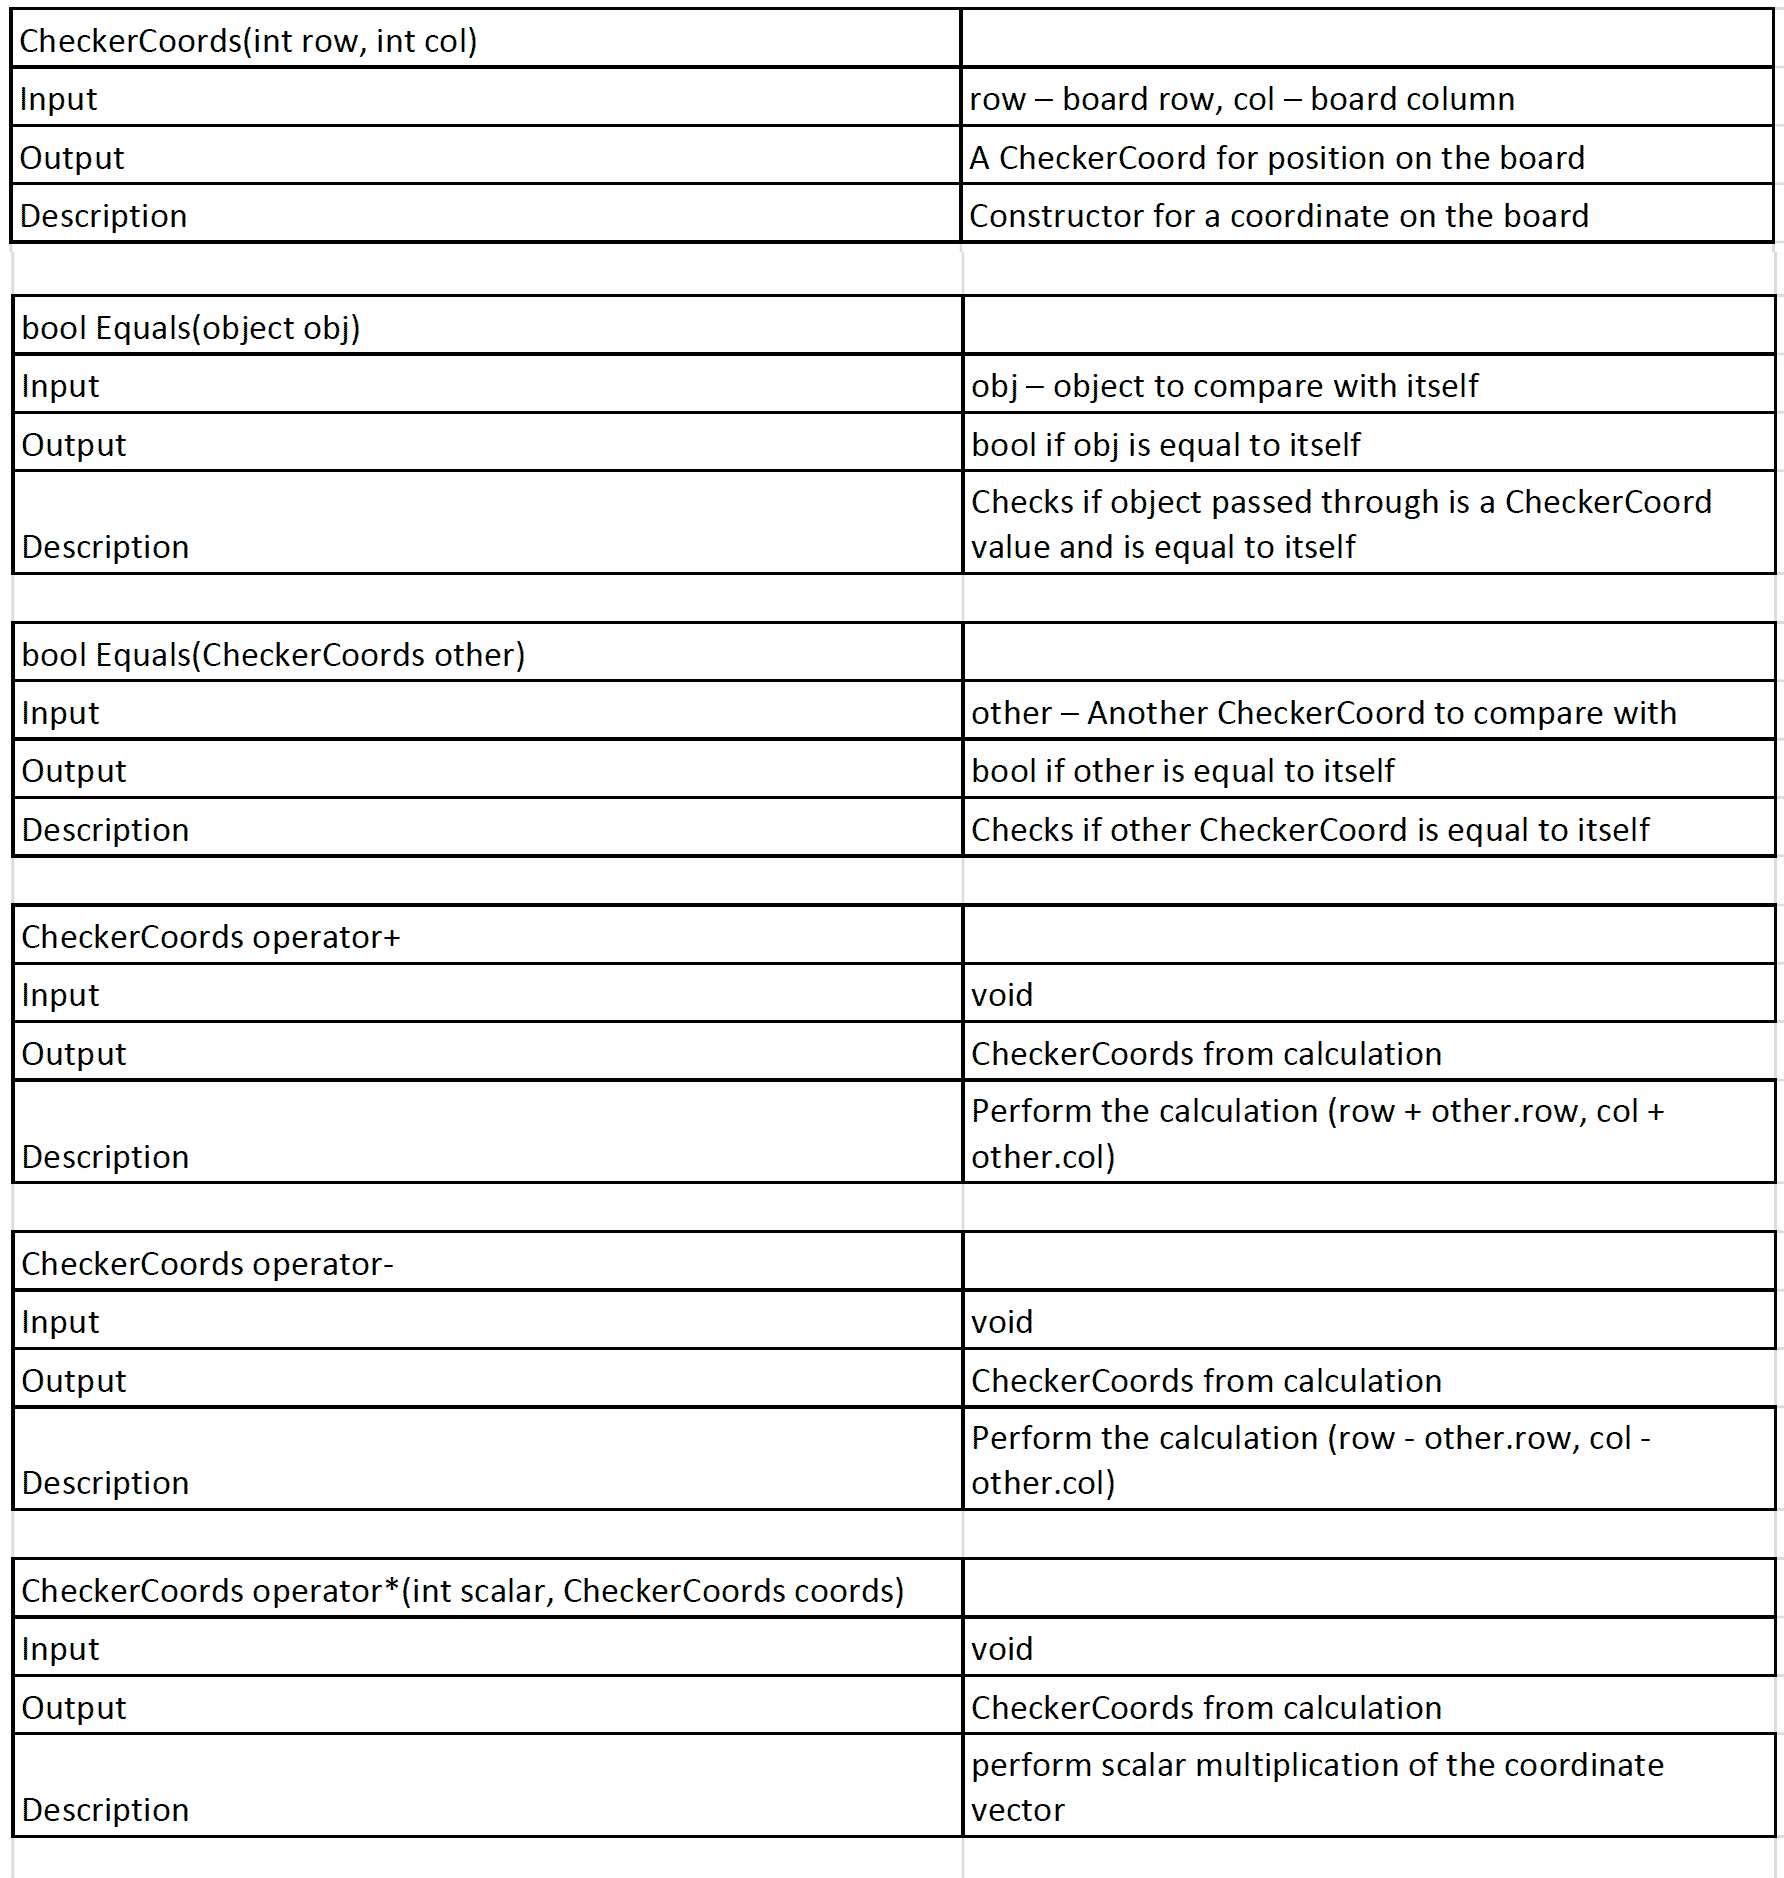 CheckerCoords(int row, int col)
Input
row – board row, col – board column
Output
A CheckerCoord for position on the board
Description
Constructor for a coordinate on the board
bool Equals(object obj)
Input
obj – object to compare with itself
Output
bool if obj is equal to itself
Description
Checks if object passed through is a CheckerCoord
value and is equal to itself
bool Equals(CheckerCoords other)
Input
other – Another CheckerCoord to compare with
Output
bool if other is equal to itself
Description
Checks if other CheckerCoord is equal to itself
CheckerCoords operator+
Input
void
Output
CheckerCoords from calculation
Description
Perform the calculation (row + other.row, col +
other.col)
CheckerCoords operator-
Input
void
Output
CheckerCoords from calculation
Description
Perform the calculation (row - other.row, col -
other.col)
CheckerCoords operator*(int scalar, CheckerCoords coords)
Input
void
Output
CheckerCoords from calculation
Description
perform scalar multiplication of the coordinate
vector